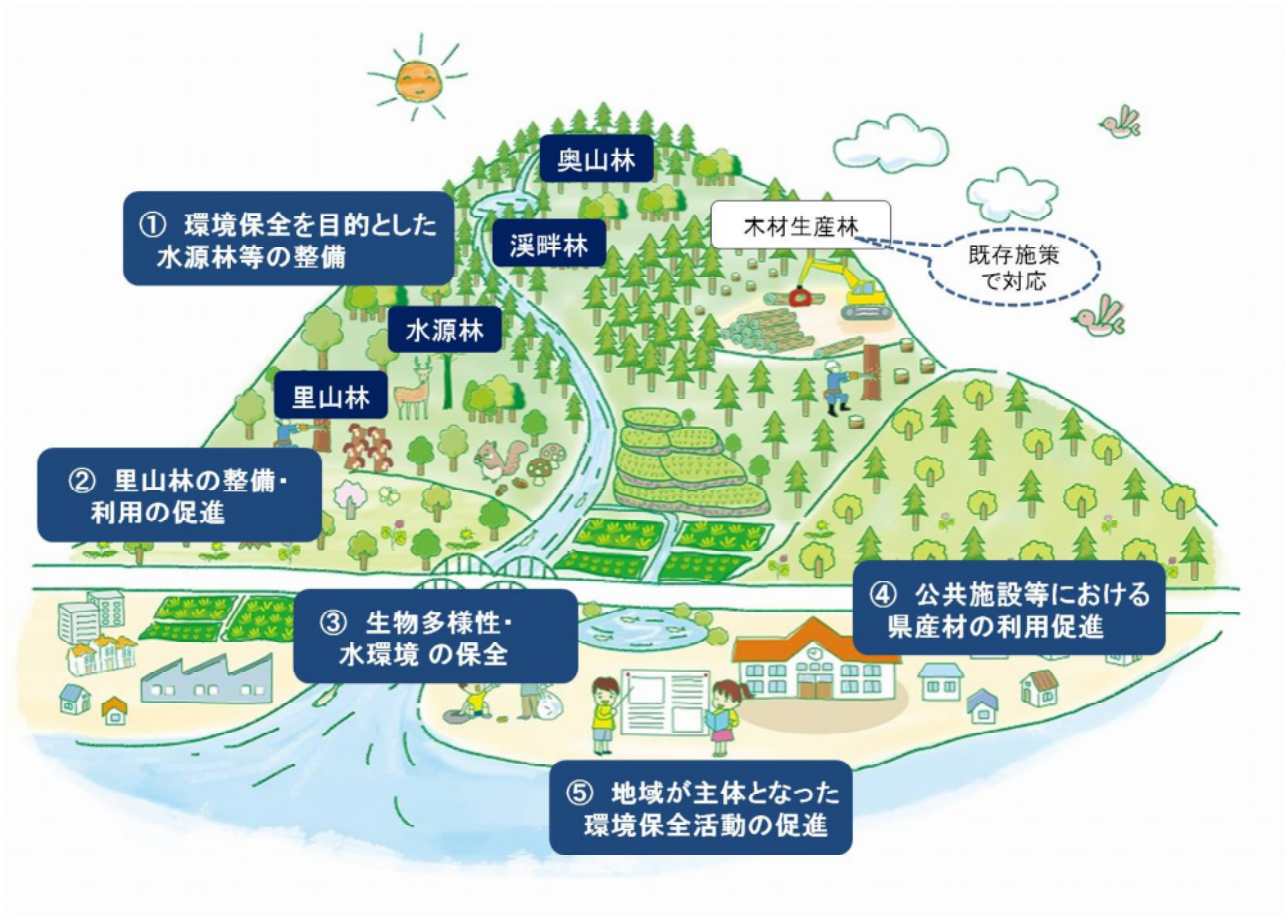 奥山林
① 環境保全を目的とした
水源林等の整備
渓畔林
木材生産林
既存施策
で対応
水源林
里山林
② 里山林の整備・
利用の促進
③ 生物多様性・
水環境 の保全
④ 公共施設等における
県産材の利用促進
⑤ 地域が主体となった
環境保全活動の促進